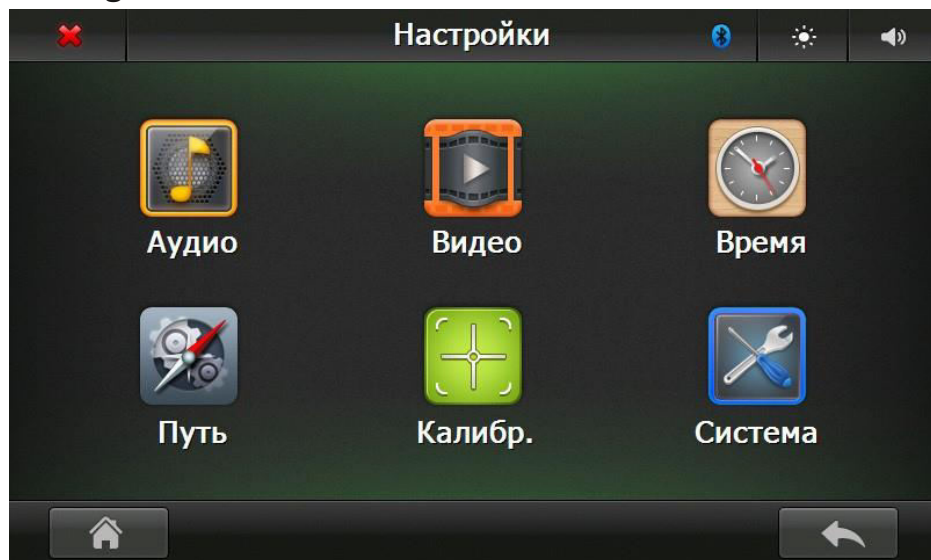 Настройки
Аудио
Видео
Время
Путь
Калибр.
Система